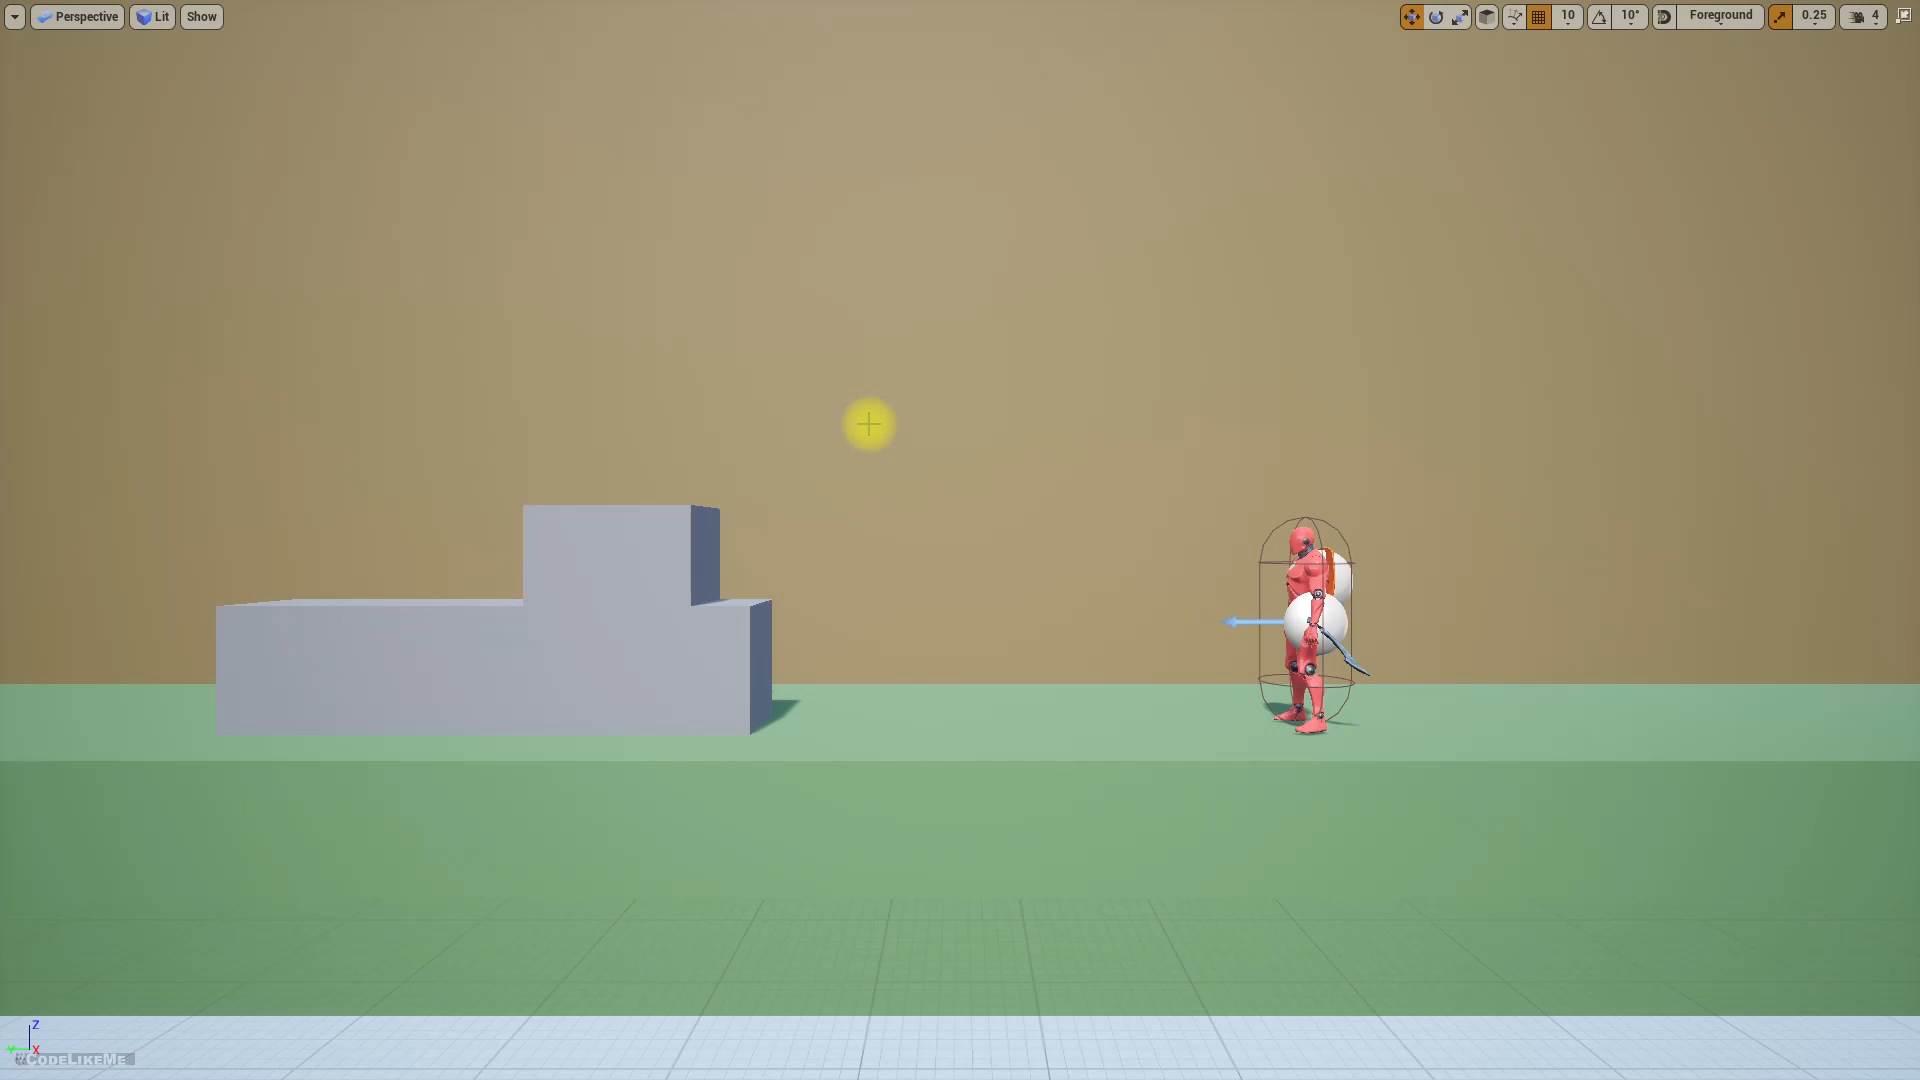 Perspective
Lit
Show
10
10°
Foreground
0.25
4
Z
Y
X
#CODELIKEME